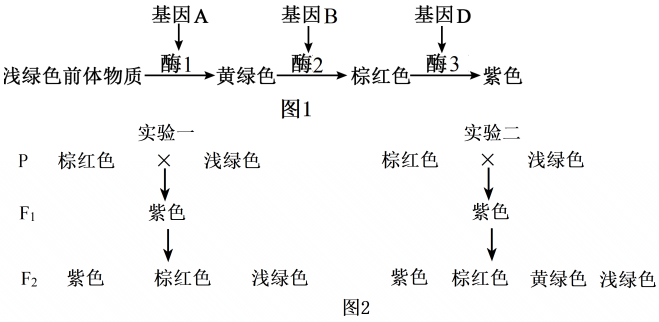 基因A 基因B 基因D
酶1 酶2 酶3
浅绿色前体物质 黄绿色 棕红色 紫色
图1
实验一 实验二
P 棕红色 × 浅绿色 棕红色 × 浅绿色
F₁ 紫色 紫色
F₂ 紫色 棕红色 浅绿色 紫色 棕红色 黄绿色 浅绿色
图2